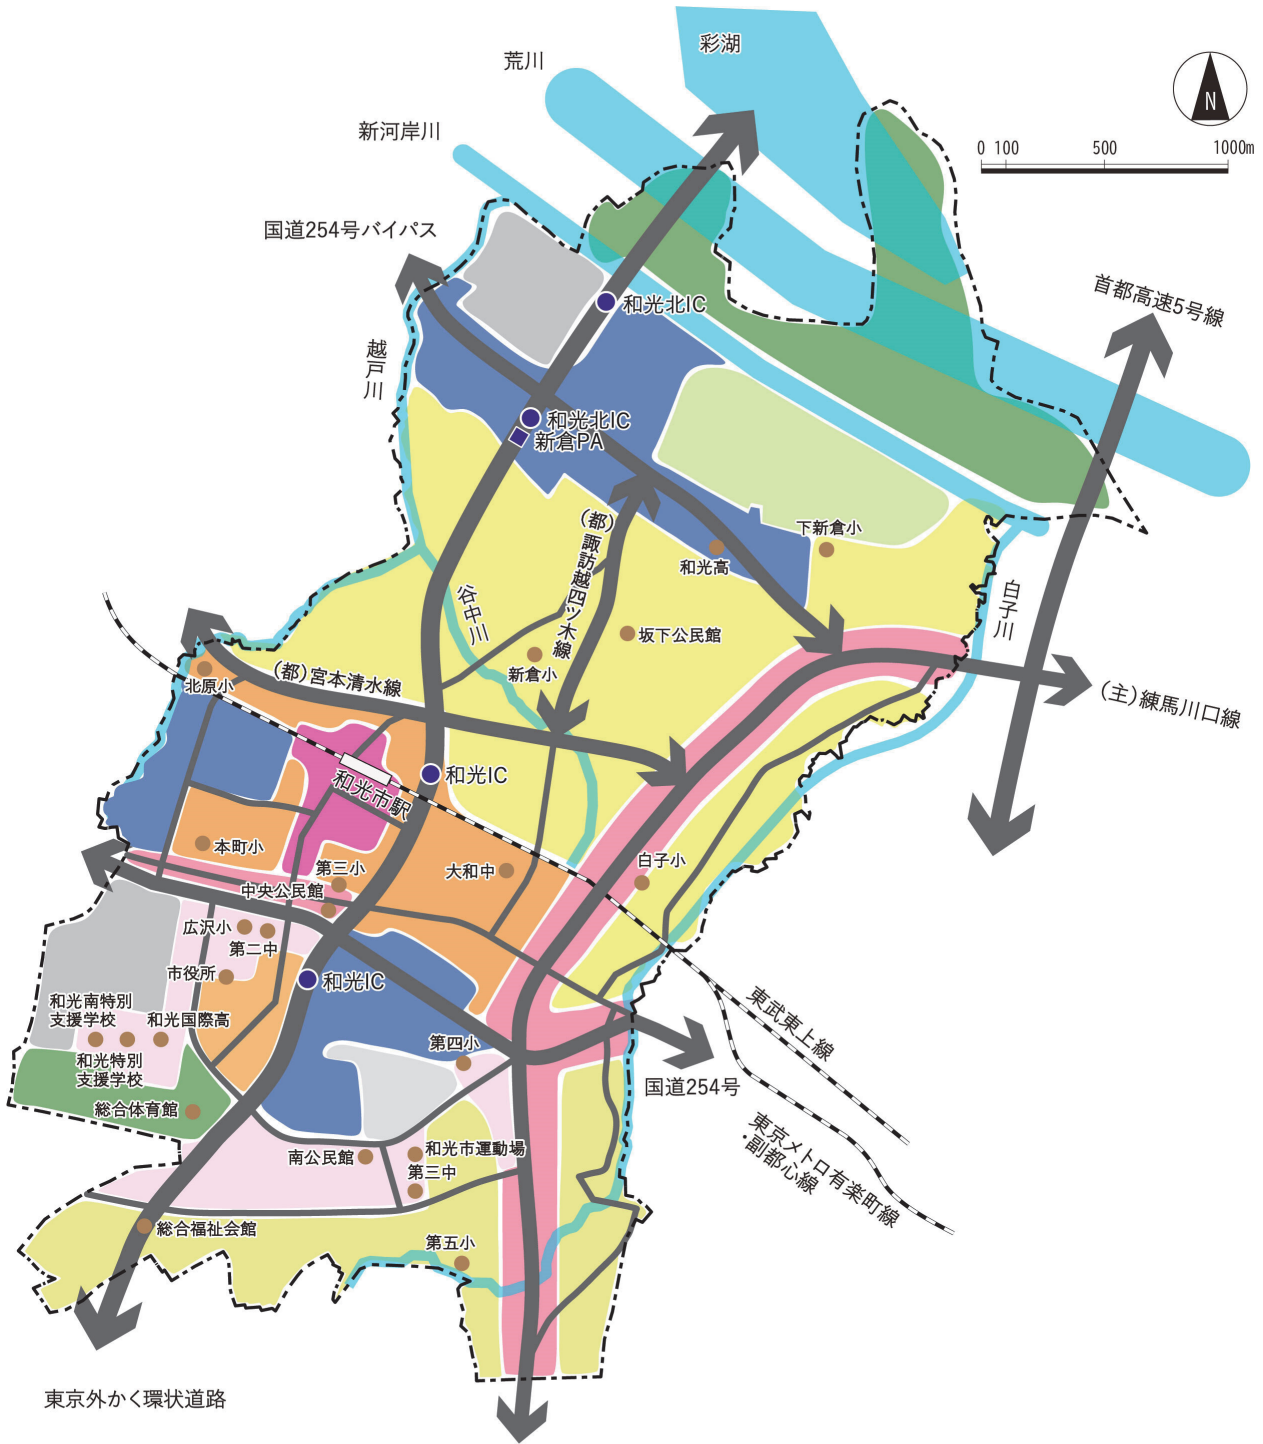 彩湖
荒川
N
新河岸川
0 100 500 1000m
国道254号バイパス
首都高速5号線
和光北IC
越戸川
和光北IC
新倉PA
(都)諏訪越四ツ木線
下新倉小
和光高
谷中川
白子川
坂下公民館
新倉小
北原小
(都)宮本清水線
(主)練馬川口線
和光IC
和光市駅
本町小
第三小
大和中
白子小
中央公民館
広沢小
第二中
市役所
和光IC
和光南特別
支援学校
和光国際高
東武東上線
第四小
和光特別
支援学校
国道254号
総合体育館
東京メトロ有楽町線
・副都心線
和光市運動場
南公民館
第三中
総合福祉会館
第五小
東京外かく環状道路